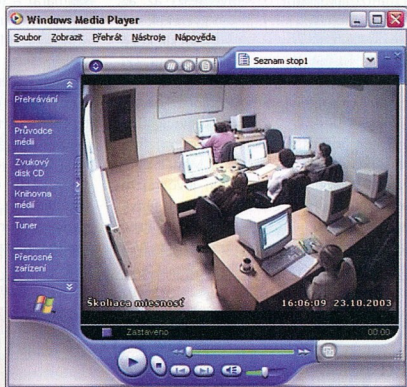 Windows Media Player
Soubor Zobrazit Přehrát Nástroje Nápověda
Seznam stop1
Přehrávání
Průvodce
médii
Zvukový
disk CD
Knihovna
médií
Tuner
Přenosné
zařízení
Školiaca miesnosť
16:06:09 23.10.2003
Zastaveno
00:00